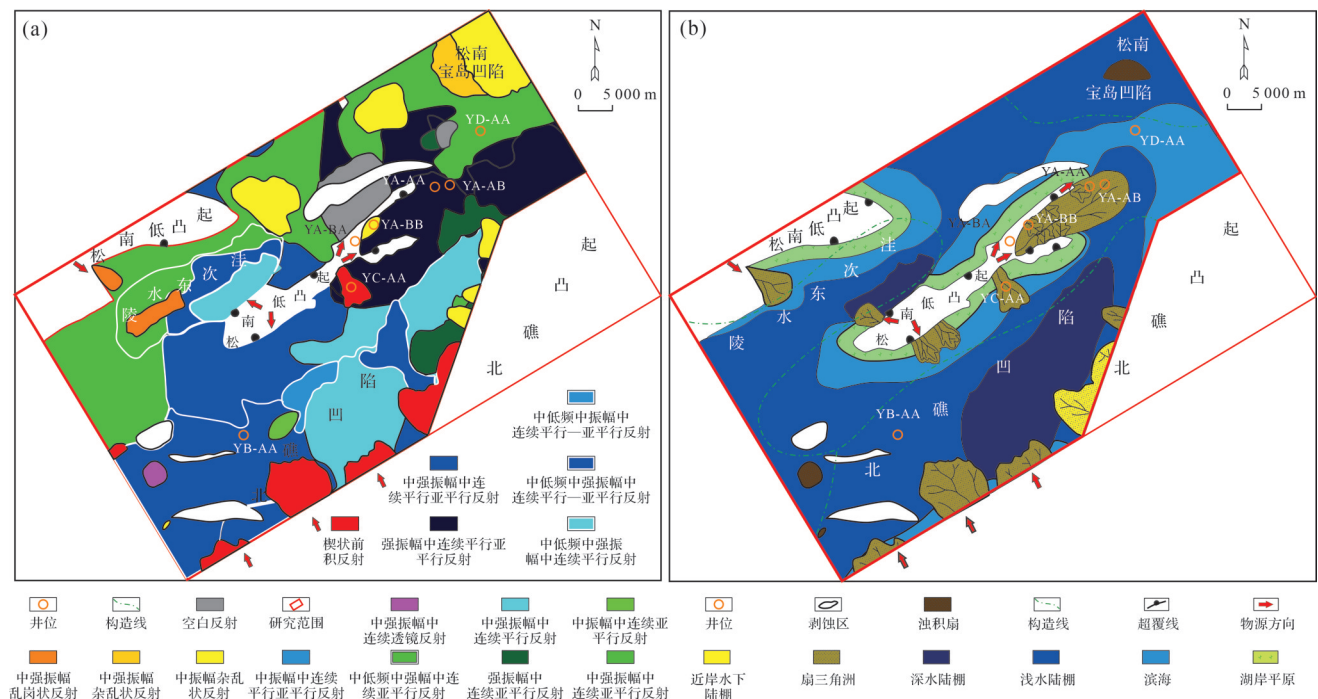 (a)
N
0 5 000 m
松南
宝岛凹陷
YD-AA
YA-AA
YA-AB
YA-BB
YA-BA
YC-AA
YB-AA
松南低凸起
陵水东次洼
松南低凸起
北礁凹陷
北礁凸起
中低频中振幅中
连续平行—亚平行反射
中强振幅中连
续平行亚平行反射
中低频中强振幅中
连续平行—亚平行反射
楔状前
积反射
强振幅中连续平行亚
平行反射
中低频中强振
幅中连续平行反射
(b)
N
0 5 000 m
松南
宝岛凹陷
YD-AA
YA-AA
YA-AB
YA-BB
YA-BA
YC-AA
YB-AA
松南低凸起
陵水东次洼
松南低凸起
北礁凹陷
北礁凸起
井位
构造线
空白反射
研究范围
中强振幅中
连续透镜反射
中强振幅中
连续平行反射
中振幅中连续亚
平行反射
中强振幅
乱岗状反射
中强振幅
杂乱状反射
中振幅杂乱
状反射
中振幅中连续
平行亚平行反射
中低频中强振幅中连
续亚平行反射
强振幅中
连续亚平行反射
中强振幅中
连续亚平行反射
井位
剥蚀区
浊积扇
构造线
超覆线
物源方向
近岸水下
陆棚
扇三角洲
深水陆棚
浅水陆棚
滨海
湖岸平原